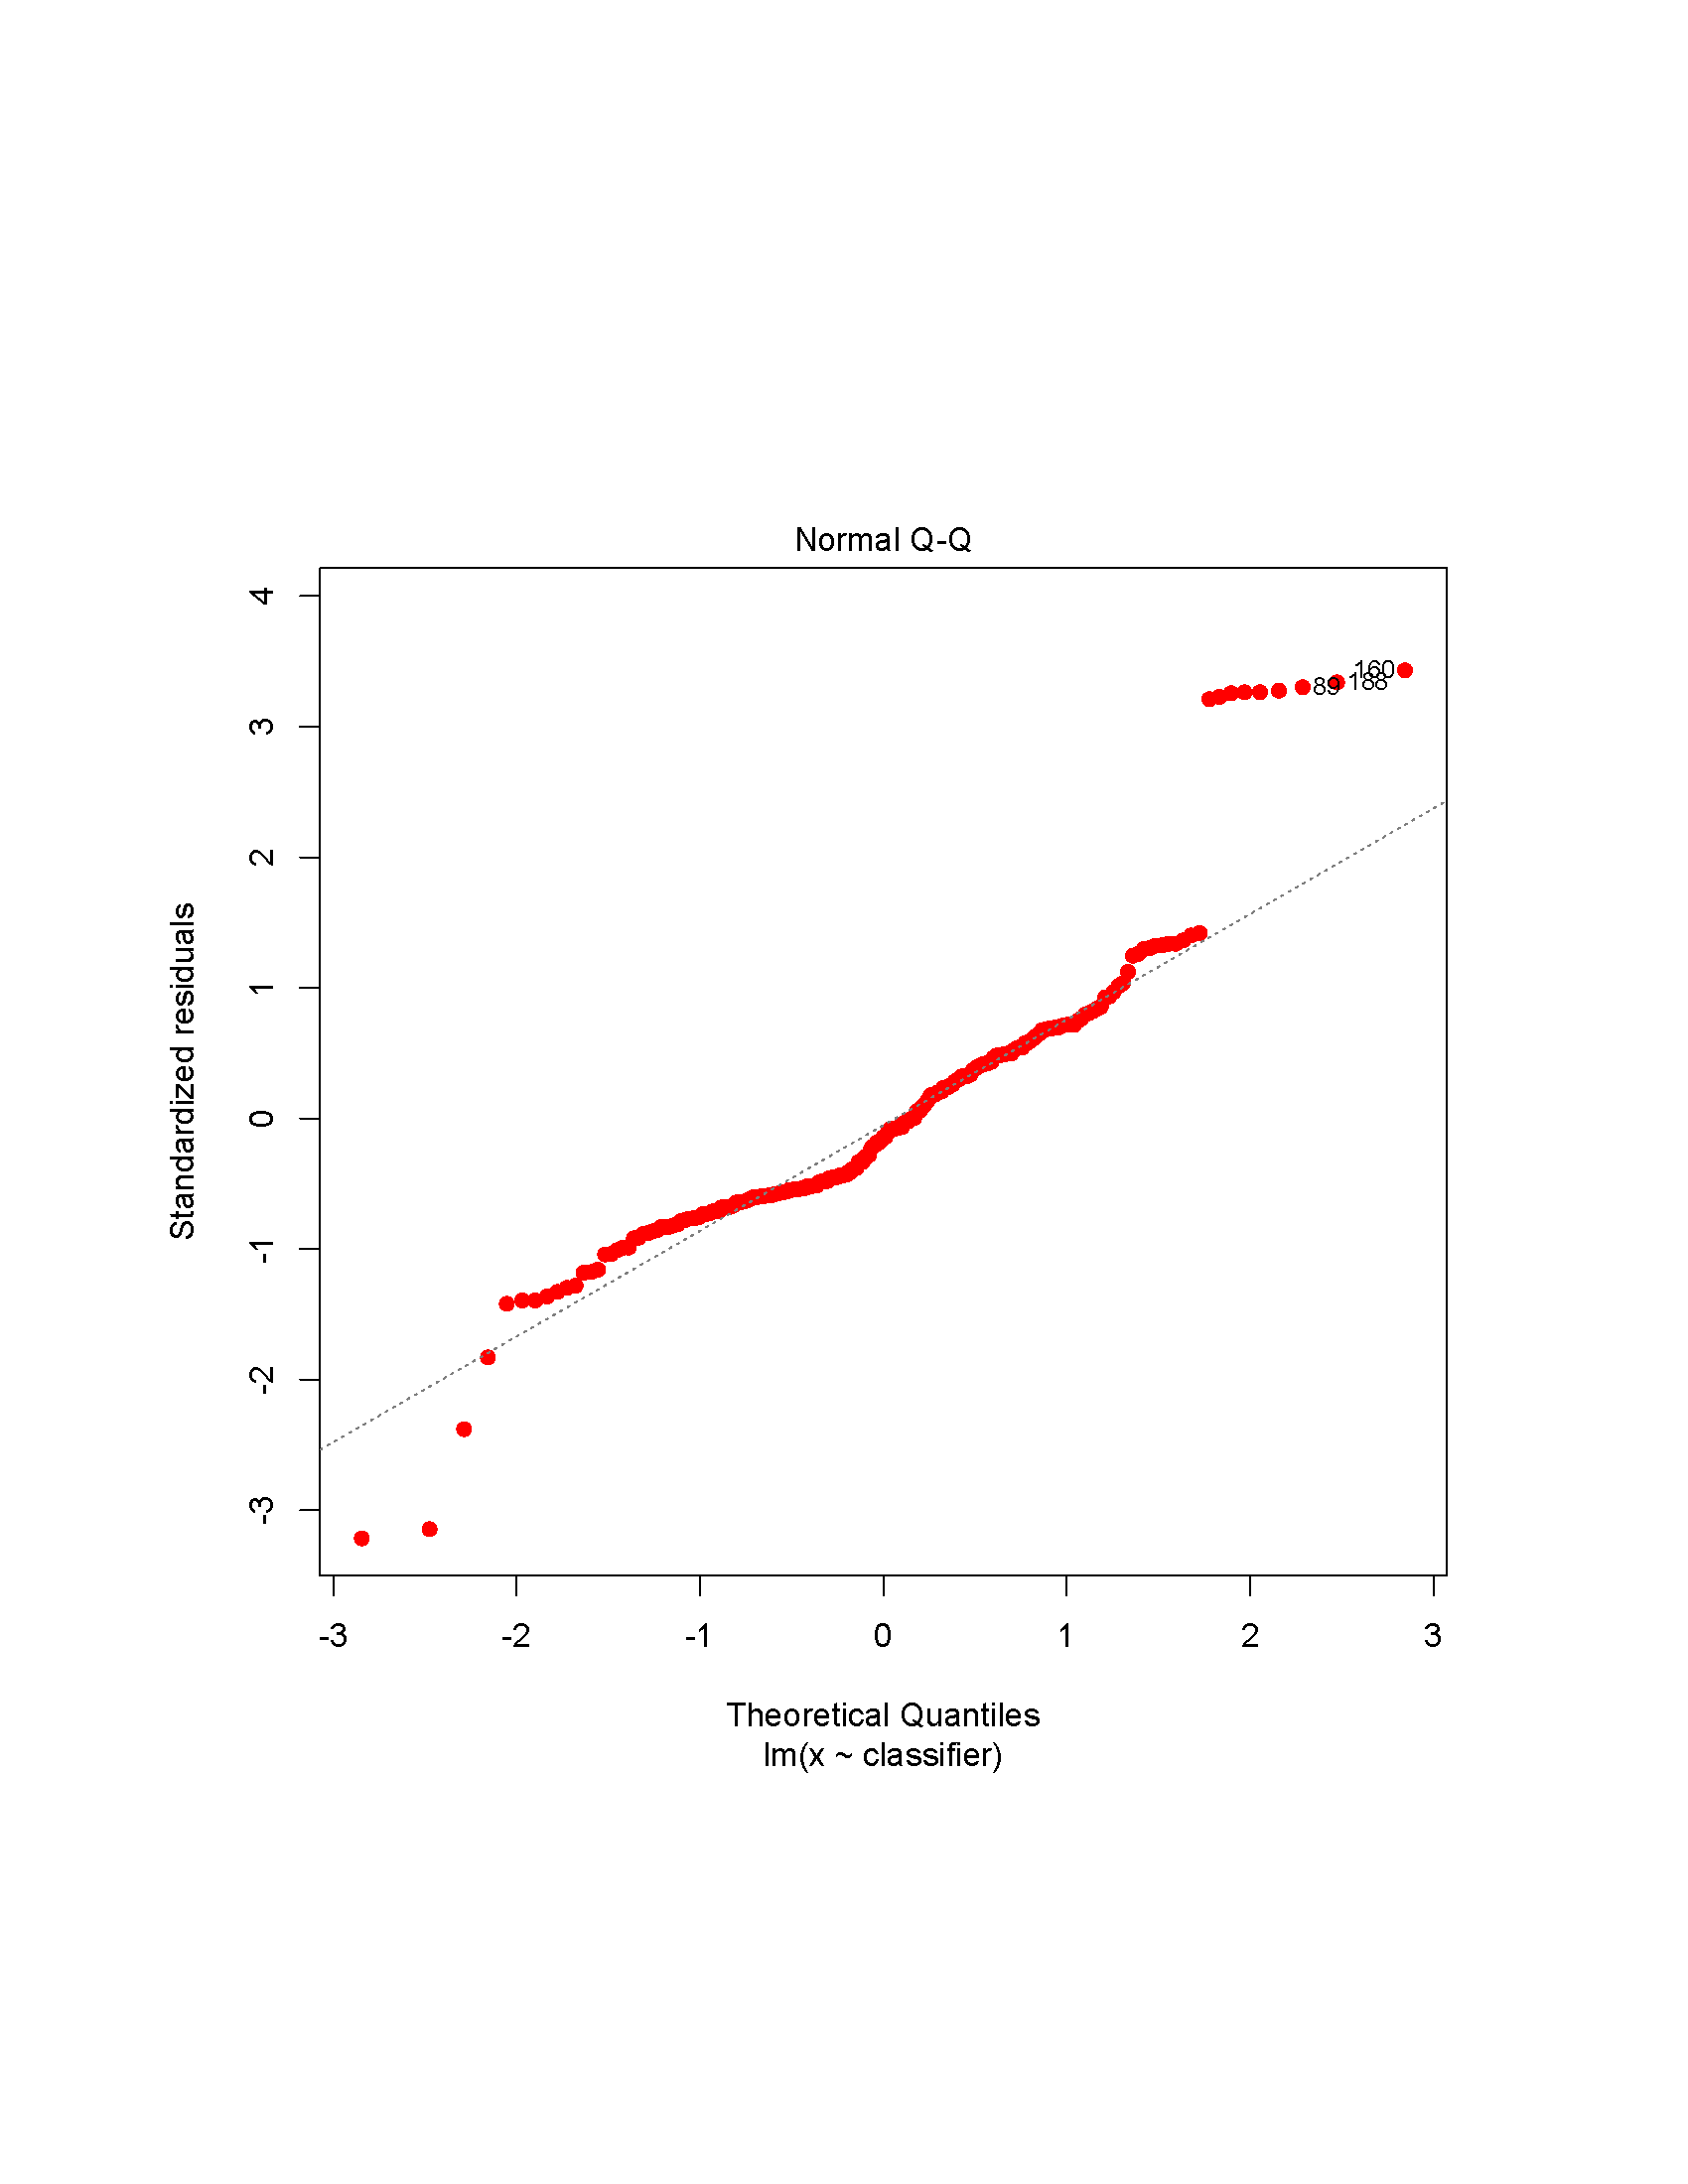 Normal Q-Q
4
3
2
1
0
-1
-2
-3
Standardized residuals
160
188
89
-3 -2 -1 0 1 2 3
Theoretical Quantiles
lm(x ~ classifier)